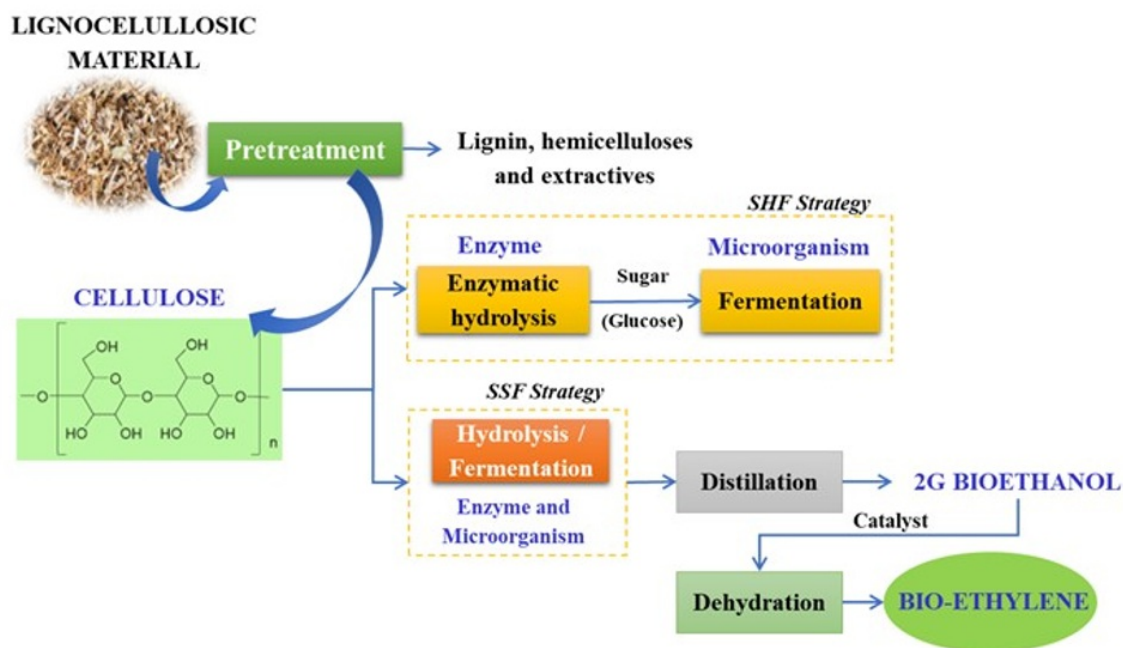 LIGNOCELULLOSIC
MATERIAL
Pretreatment
Lignin, hemicelluloses
and extractives
SHF Strategy
Enzyme
Enzymatic
hydrolysis
Sugar
(Glucose)
Microorganism
Fermentation
CELLULOSE
OH
OH
O
O
O
O
O
HO
OH
HO
OH
n
SSF Strategy
Hydrolysis /
Fermentation
Enzyme and
Microorganism
Distillation
2G BIOETHANOL
Catalyst
Dehydration
BIO-ETHYLENE